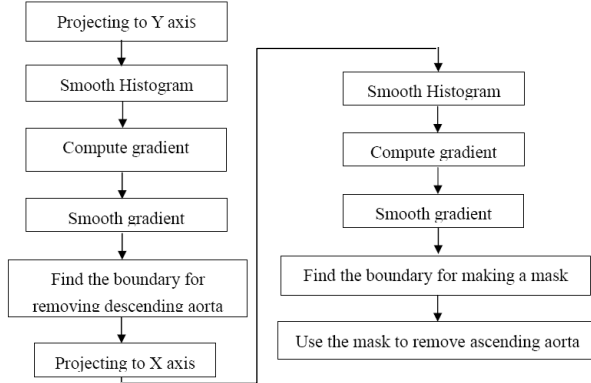 Projecting to Y axis
Smooth Histogram
Compute gradient
Smooth gradient
Find the boundary for
removing descending aorta
Projecting to X axis
Smooth Histogram
Compute gradient
Smooth gradient
Find the boundary for making a mask
Use the mask to remove ascending aorta